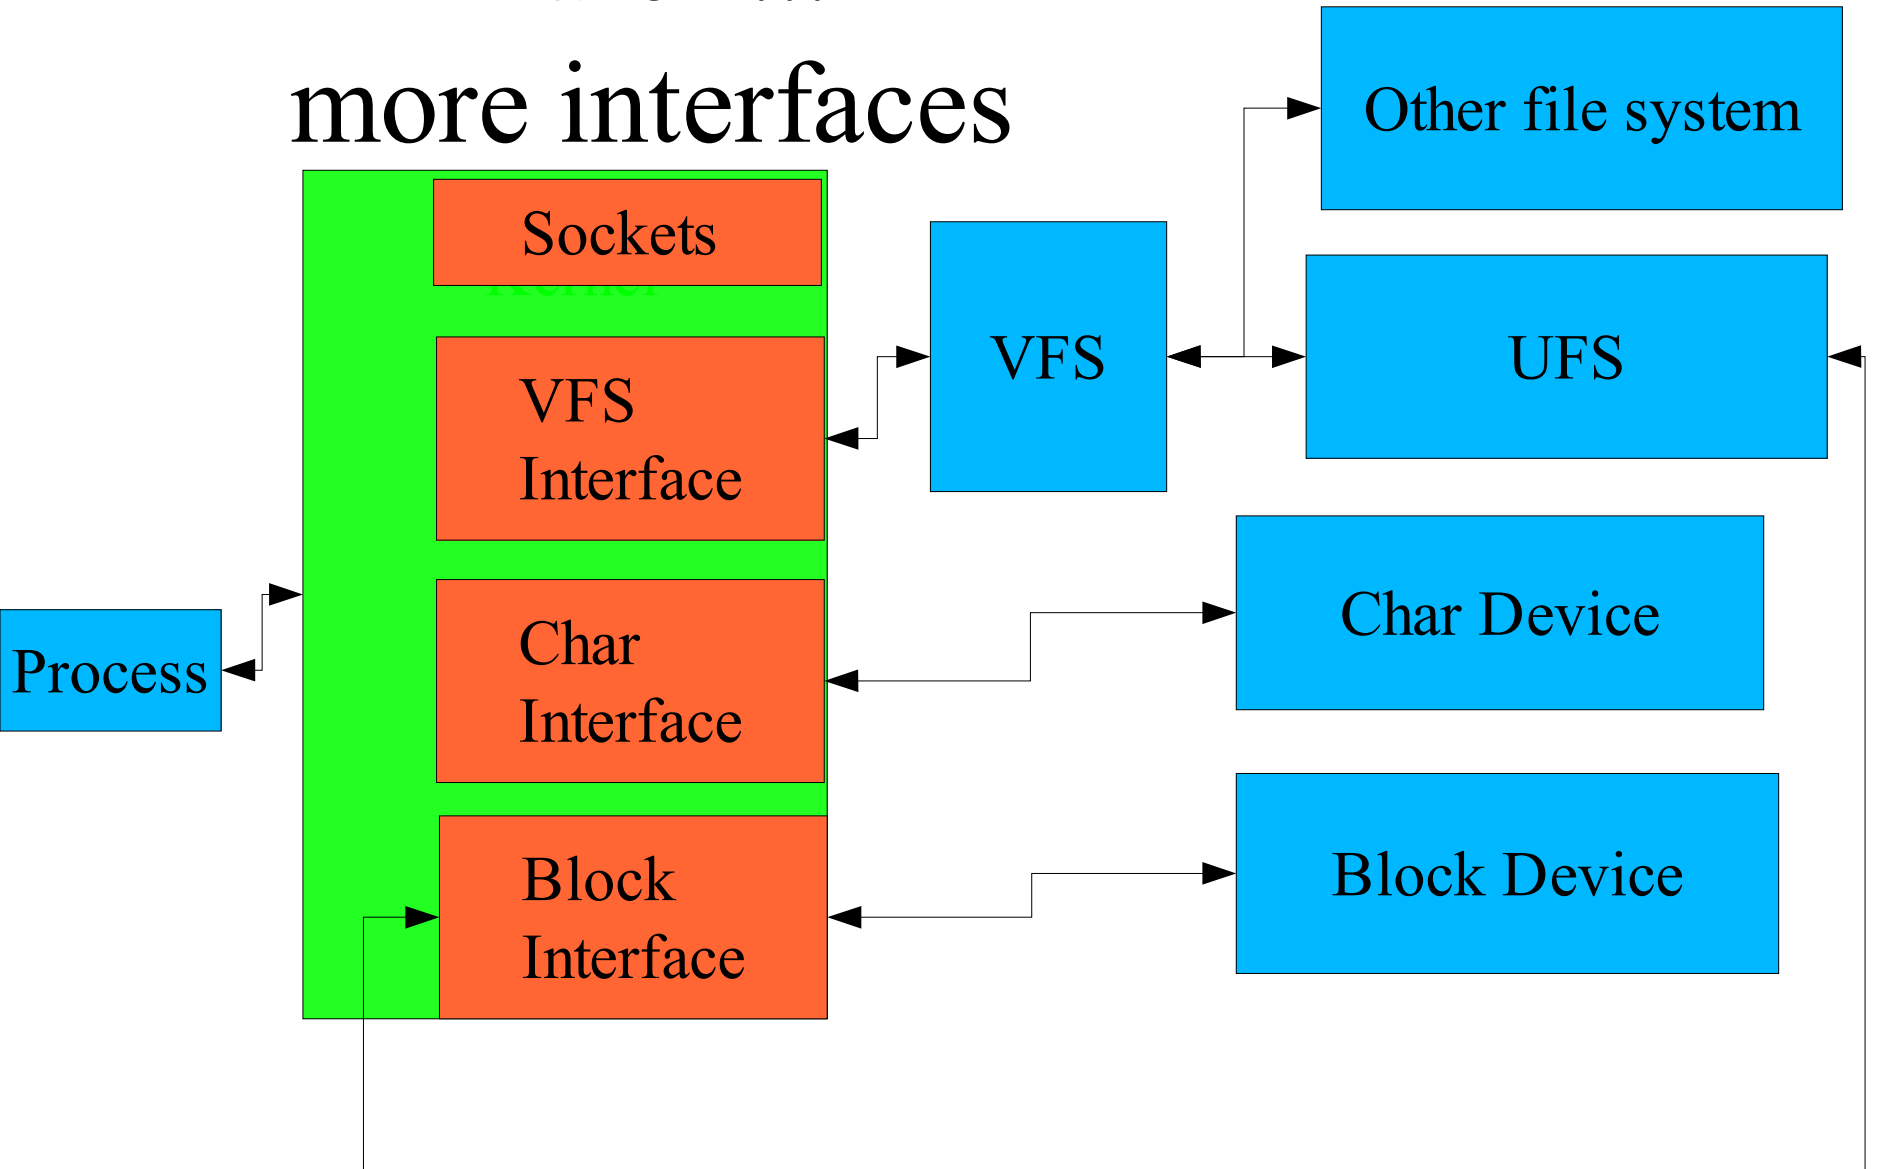 more interfaces
Other file system
Sockets
VFS
UFS
VFS
Interface
Process
Char
Interface
Char Device
Block
Interface
Block Device